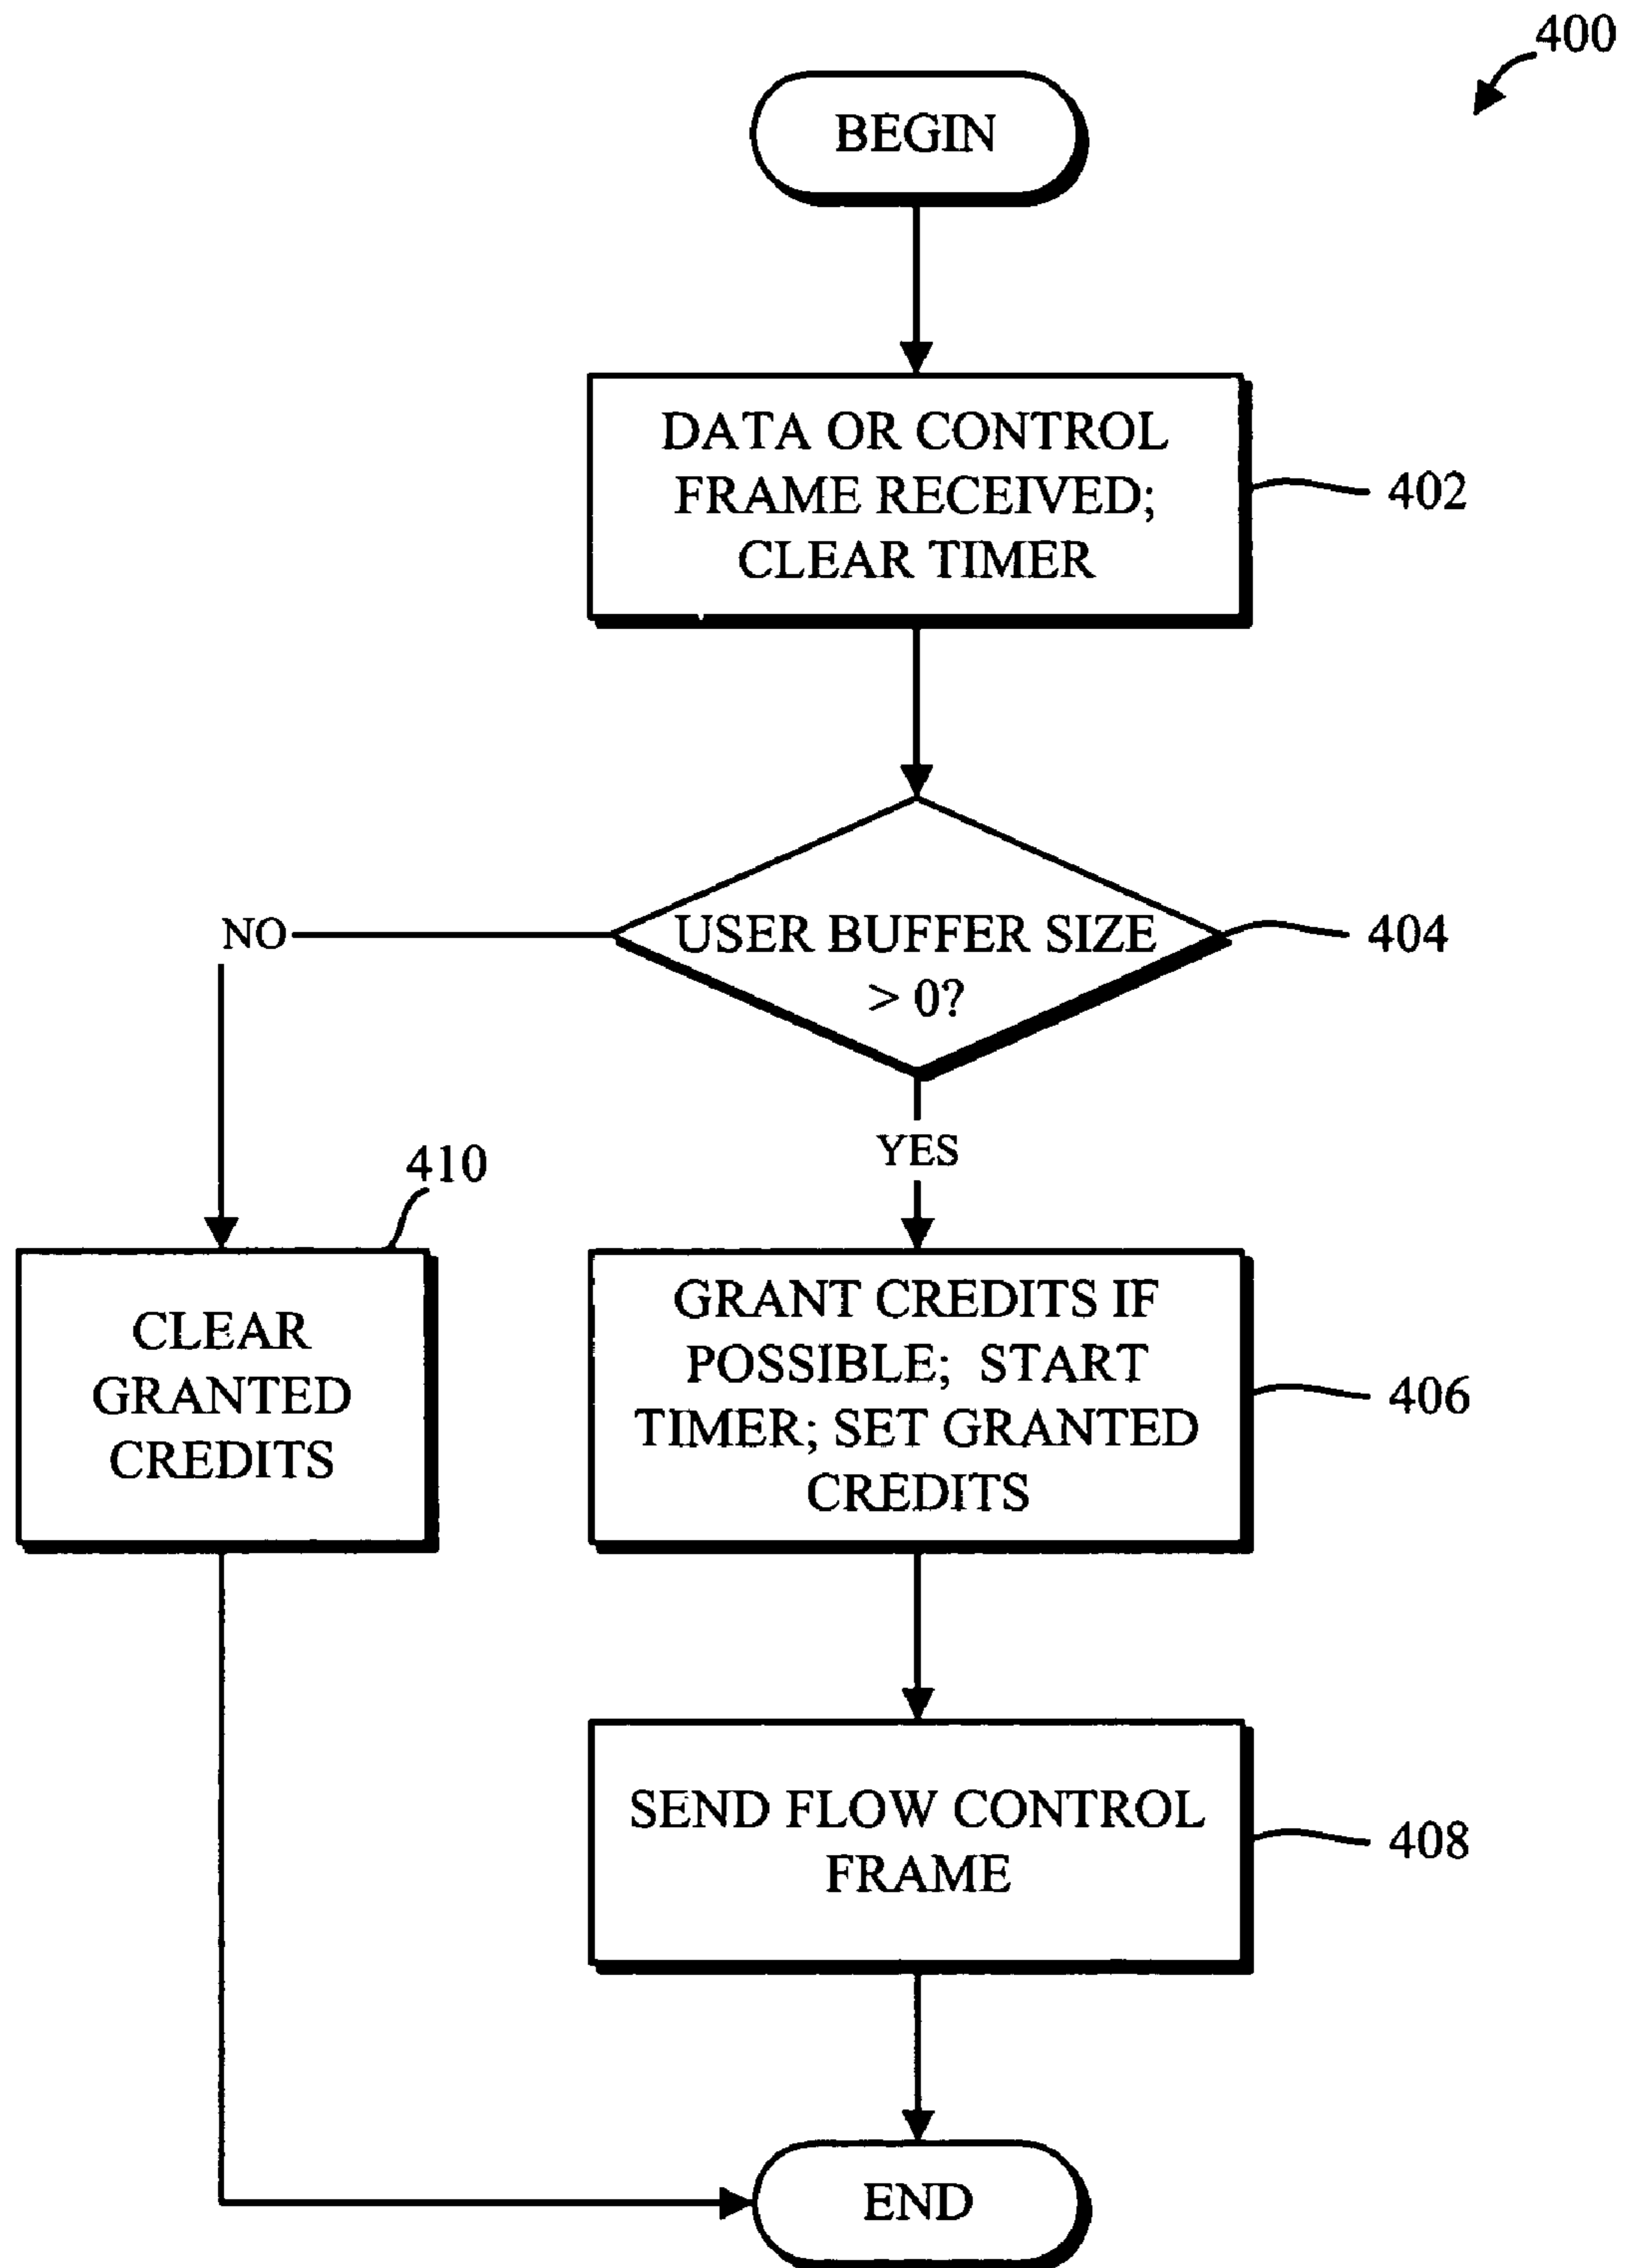 400
BEGIN
DATA OR CONTROL
FRAME RECEIVED;
CLEAR TIMER
402
USER BUFFER SIZE
> 0?
404
NO
YES
410
CLEAR
GRANTED
CREDITS
GRANT CREDITS IF
POSSIBLE; START
TIMER; SET GRANTED
CREDITS
406
SEND FLOW CONTROL
FRAME
408
END